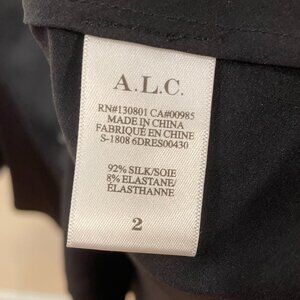 A.L.C.
RN#130801 CA#00985
MADE IN CHINA
FABRIQUÉ EN CHINE
S-1808 6DRES00430
92% SILK/SOIE
8% ELASTANE/
ÉLASTHANNE
2